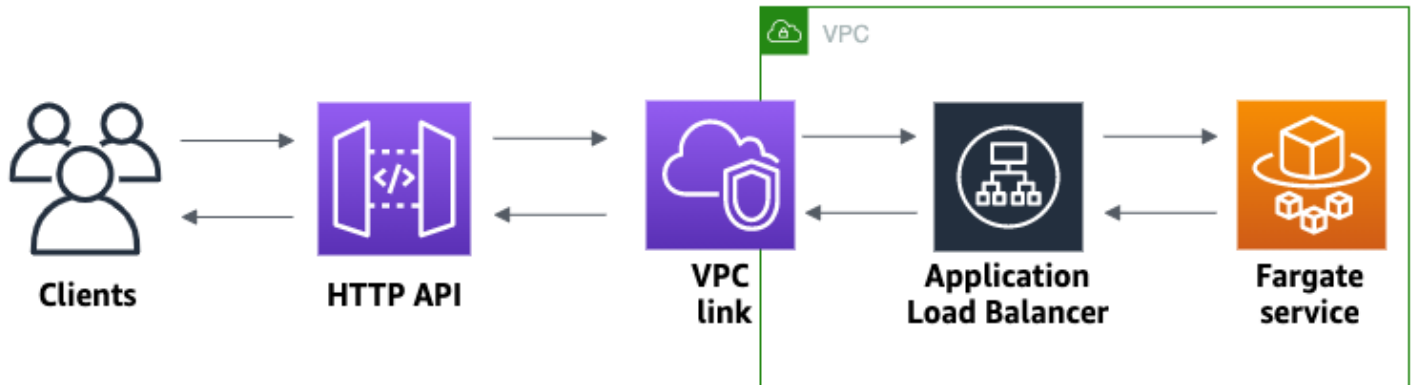 VPC
</>
Clients
HTTP API
VPC
link
Application
Load Balancer
Fargate
service